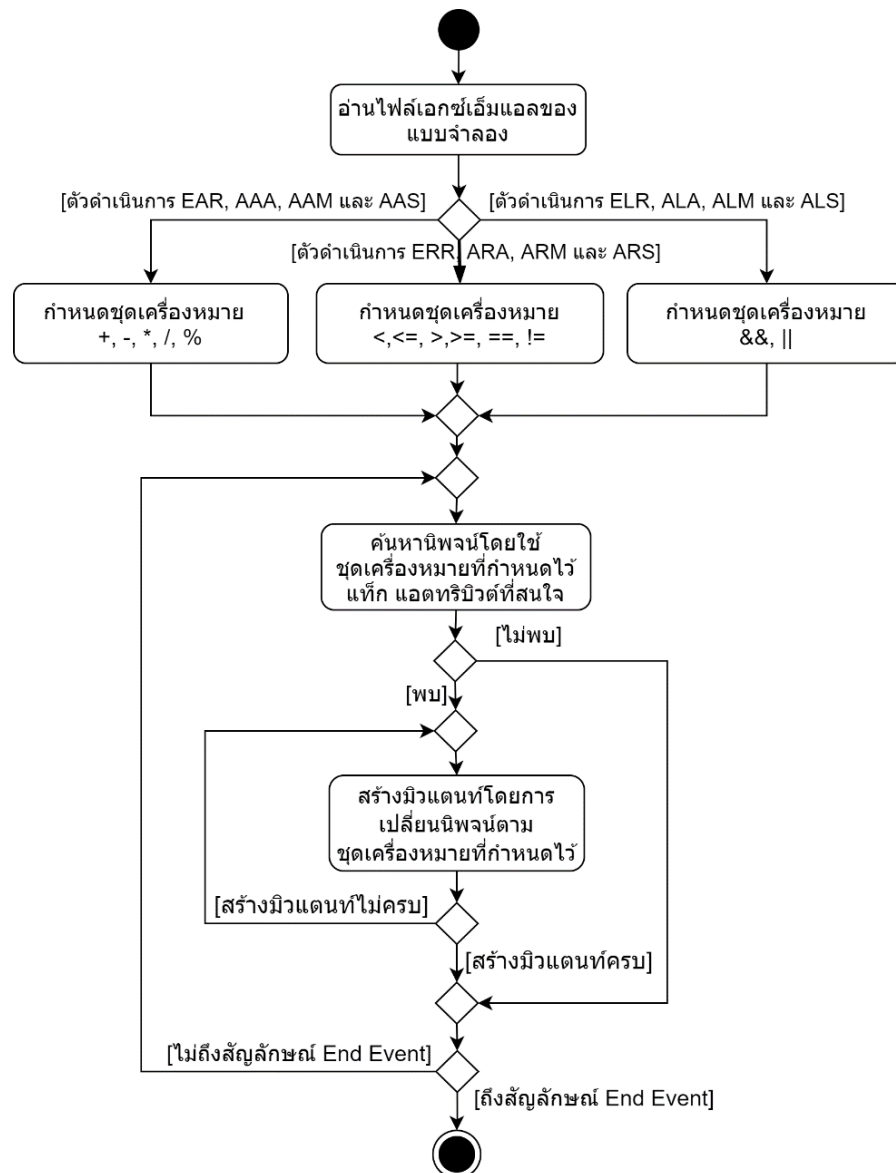 อ่านไฟล์เอกซ์เอ็มแอลของ
แบบจำลอง
[ตัวดำเนินการ EAR, AAA, AAM และ AAS]
[ตัวดำเนินการ ELR, ALA, ALM และ ALS]
[ตัวดำเนินการ ERR, ARA, ARM และ ARS]
กำหนดชุดเครื่องหมาย
+, -, *, /, %
กำหนดชุดเครื่องหมาย
<,<=, >,>=, ==, !=
กำหนดชุดเครื่องหมาย
&&, ||
ค้นหานิพจน์โดยใช้
ชุดเครื่องหมายที่กำหนดไว้
แท็ก แอตทริบิวต์ที่สนใจ
[ไม่พบ]
[พบ]
สร้างมิวแตนท์โดยการ
เปลี่ยนนิพจน์ตาม
ชุดเครื่องหมายที่กำหนดไว้
[สร้างมิวแตนท์ไม่ครบ]
[สร้างมิวแตนท์ครบ]
[ไม่ถึงสัญลักษณ์ End Event]
[ถึงสัญลักษณ์ End Event]